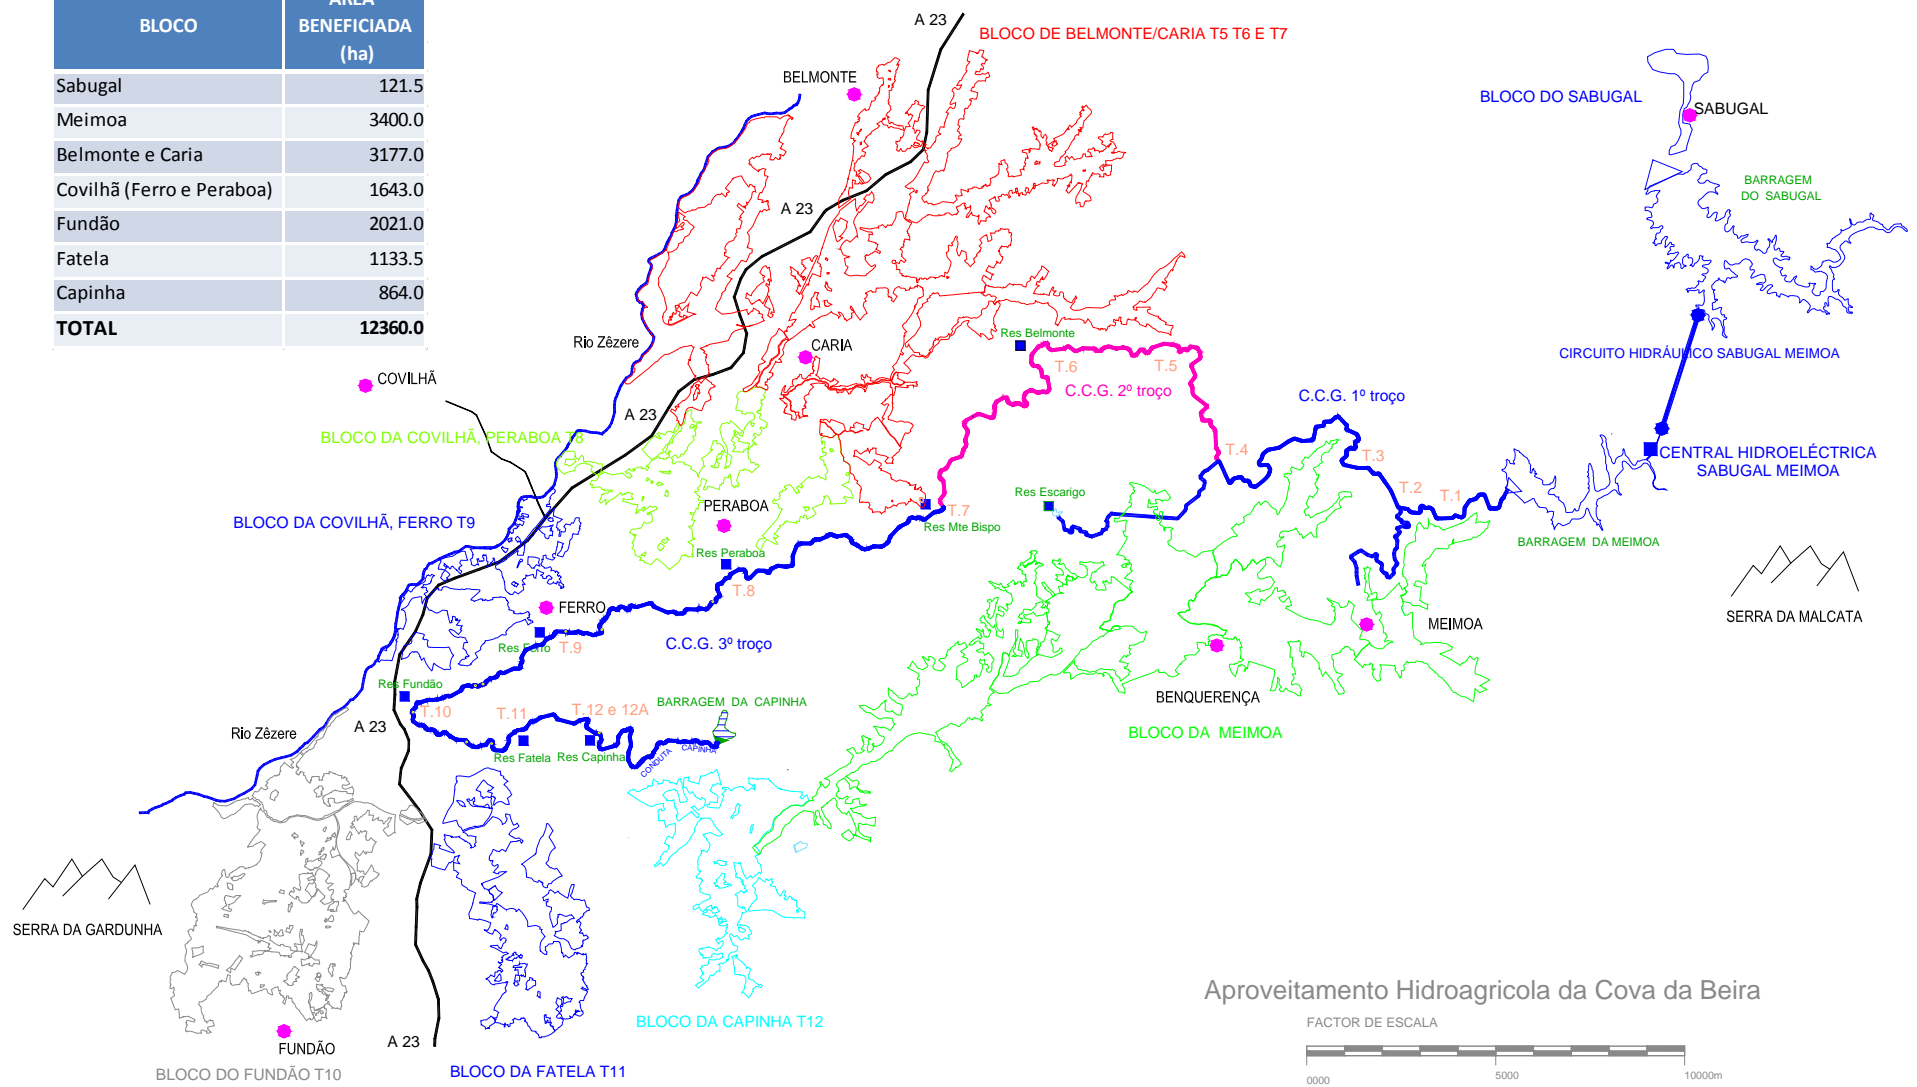 BLOCO
ÁREA
BENEFICIADA
(ha)
Sabugal 121.5
Meimoa 3400.0
Belmonte e Caria 3177.0
Covilhã (Ferro e Peraboa) 1643.0
Fundão 2021.0
Fatela 1133.5
Capinha 864.0
TOTAL 12360.0
A 23
BLOCO DE BELMONTE/CARIA T5 T6 E T7
BELMONTE
BLOCO DO SABUGAL
SABUGAL
BARRAGEM
DO SABUGAL
A 23
Rio Zêzere
CARIA
Res Belmonte
T.6
T.5
C.C.G. 2º troço
C.C.G. 1º troço
CIRCUITO HIDRÁULICO SABUGAL MEIMOA
COVILHÃ
A 23
BLOCO DA COVILHÃ, PERABOA T8
T.4
T.3
CENTRAL HIDROELÉCTRICA
SABUGAL MEIMOA
T.2
T.1
Res Escarigo
PERABOA
T.7
Res Mte Bispo
BLOCO DA COVILHÃ, FERRO T9
BARRAGEM DA MEIMOA
Res Peraboa
T.8
FERRO
SERRA DA MALCATA
MEIMOA
C.C.G. 3º troço
Res Ferro
T.9
Res Fundão
BENQUERENÇA
BARRAGEM DA CAPINHA
T.10
T.11
T.12 e 12A
A 23
Rio Zêzere
BLOCO DA MEIMOA
Res Fatela
Res Capinha
CONDUTA
CAPINHA
SERRA DA GARDUNHA
Aproveitamento Hidroagricola da Cova da Beira
BLOCO DA CAPINHA T12
FACTOR DE ESCALA
A 23
FUNDÃO
BLOCO DO FUNDÃO T10
BLOCO DA FATELA T11
0000
5000
10000m